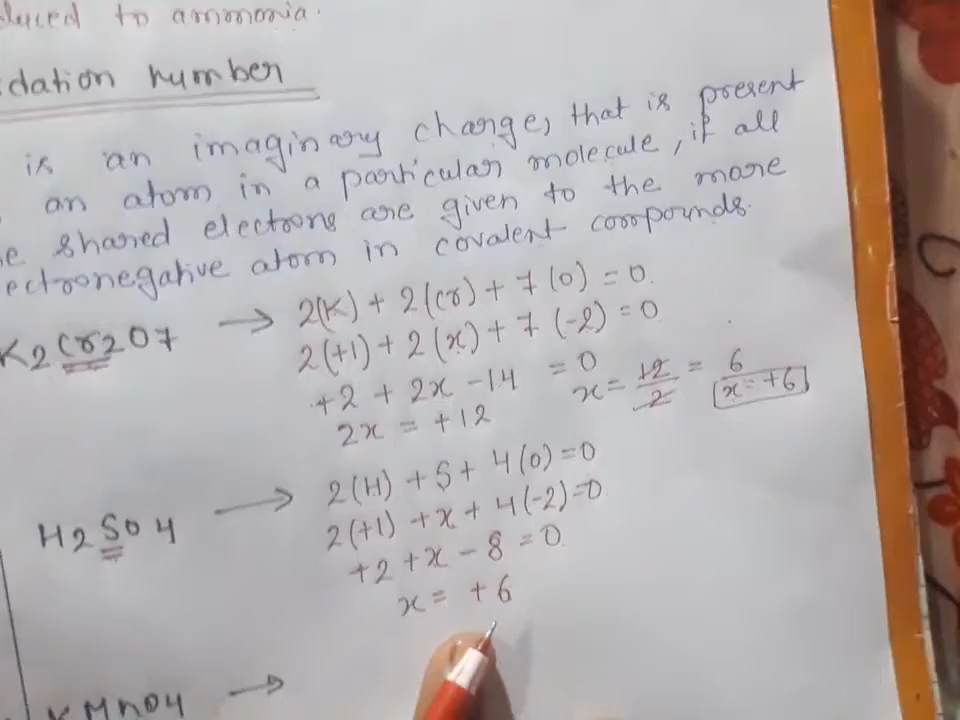 duced to ammonia.
dation number
is an imaginary charge, that is present
an atom in a particular molecule, if all
e shared electrons are given to the more
ectronegative atom in covalent compounds.
K2Cr2O7 → 2(K) + 2(Cr) + 7(O) = 0
2(+1) + 2(x) + 7(-2) = 0
+2 + 2x - 14 = 0
2x = +12
x = +2/2 = 6
x = +6
H2SO4 → 2(H) + S + 4(O) = 0
2(+1) + x + 4(-2) = 0
+2 + x - 8 = 0
x = +6
KMnO4 →